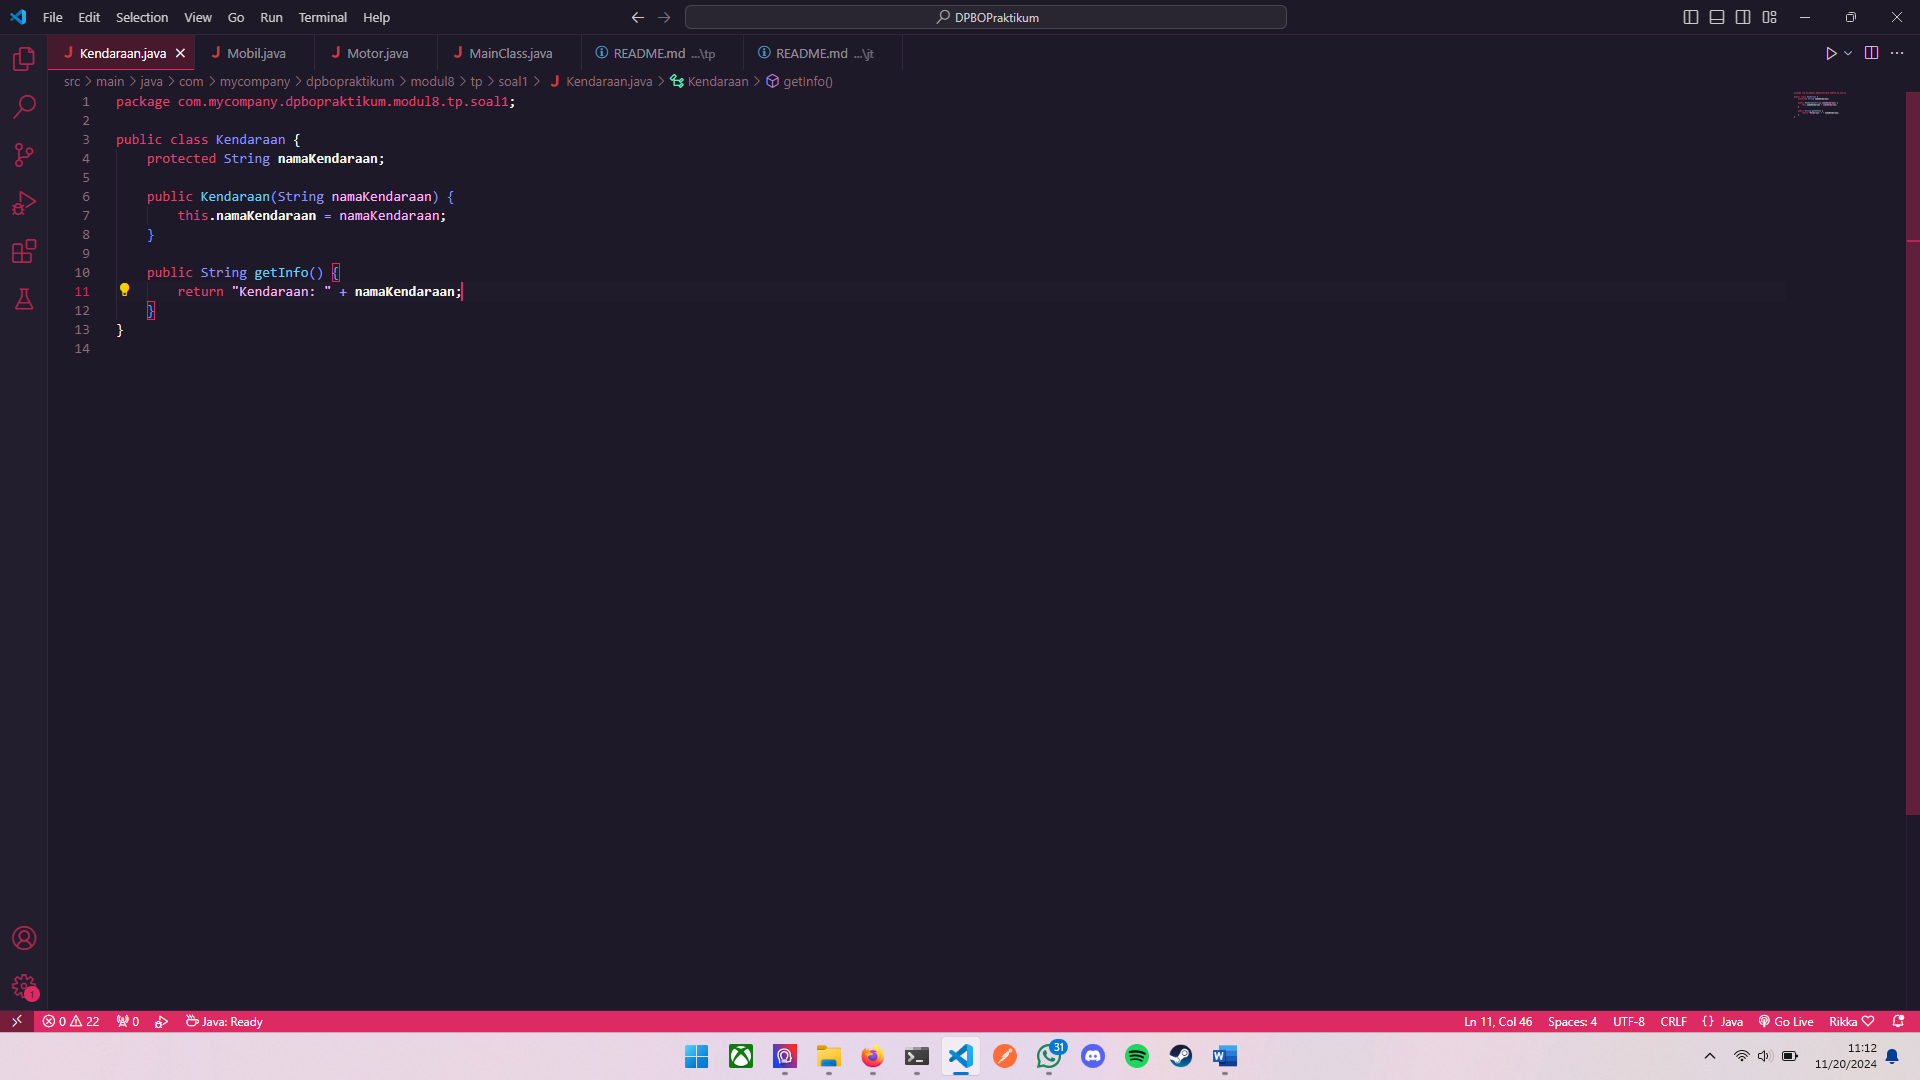 File Edit Selection View Go Run Terminal Help
DPBOPraktikum
Kendaraan.java Mobil.java Motor.java MainClass.java README.md ...\tp README.md ...\jt
src > main > java > com > mycompany > dpbopraktikum > modul8 > tp > soal1 > Kendaraan.java > Kendaraan > getInfo()
1 package com.mycompany.dpbopraktikum.modul8.tp.soal1;
2
3 public class Kendaraan {
4 protected String namaKendaraan;
5
6 public Kendaraan(String namaKendaraan) {
7 this.namaKendaraan = namaKendaraan;
8 }
9
10 public String getInfo() {
11 return "Kendaraan: " + namaKendaraan;
12 }
13 }
14
1
0 22 0 Java: Ready Ln 11, Col 46 Spaces: 4 UTF-8 CRLF {} Java Go Live Rikka
31
W
11:12
11/20/2024